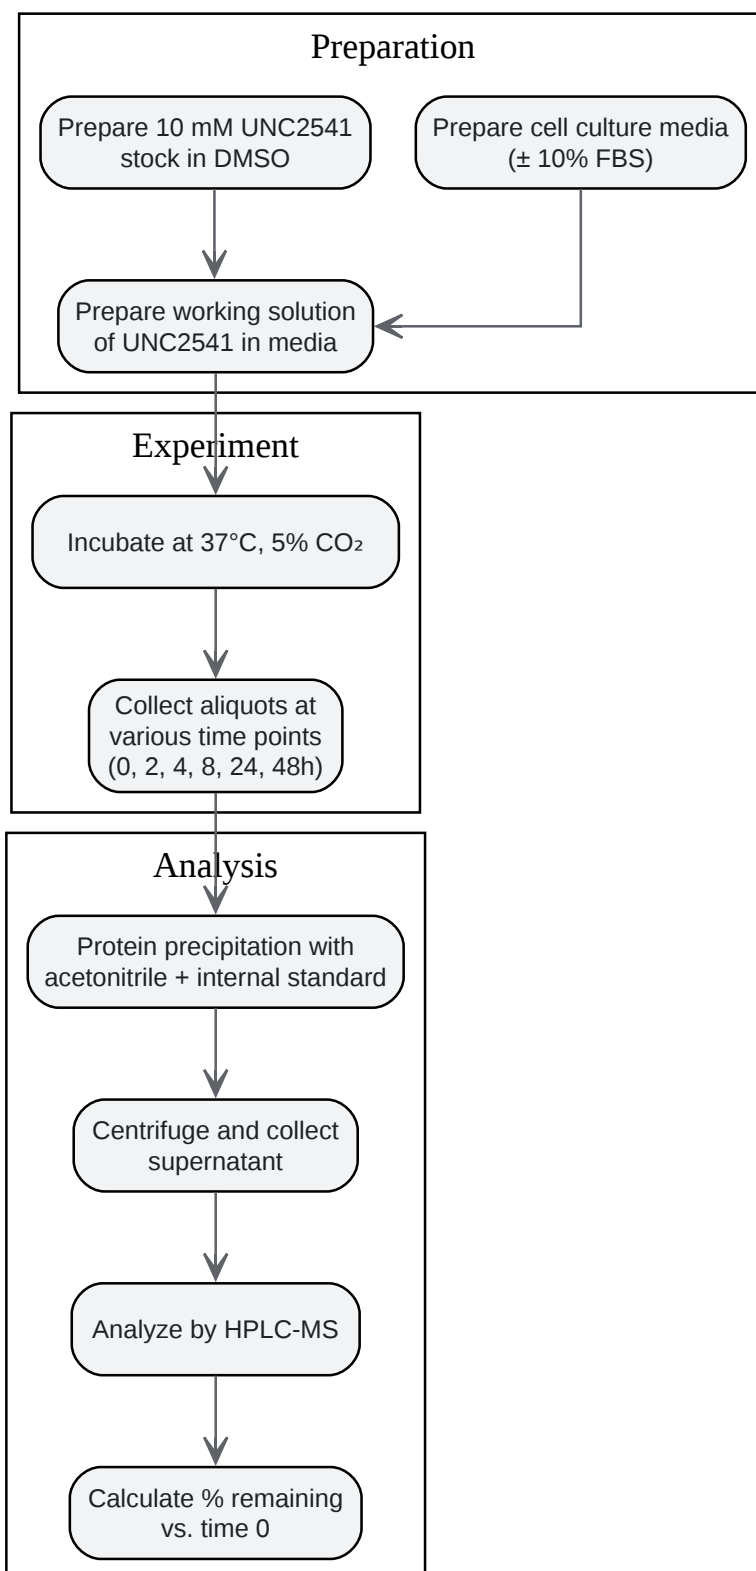 Preparation
Prepare 10 mM UNC2541
stock in DMSO
Prepare cell culture media
(± 10% FBS)
Prepare working solution
of UNC2541 in media
Experiment
Incubate at 37°C, 5% CO₂
Collect aliquots at
various time points
(0, 2, 4, 8, 24, 48h)
Analysis
Protein precipitation with
acetonitrile + internal standard
Centrifuge and collect
supernatant
Analyze by HPLC-MS
Calculate % remaining
vs. time 0